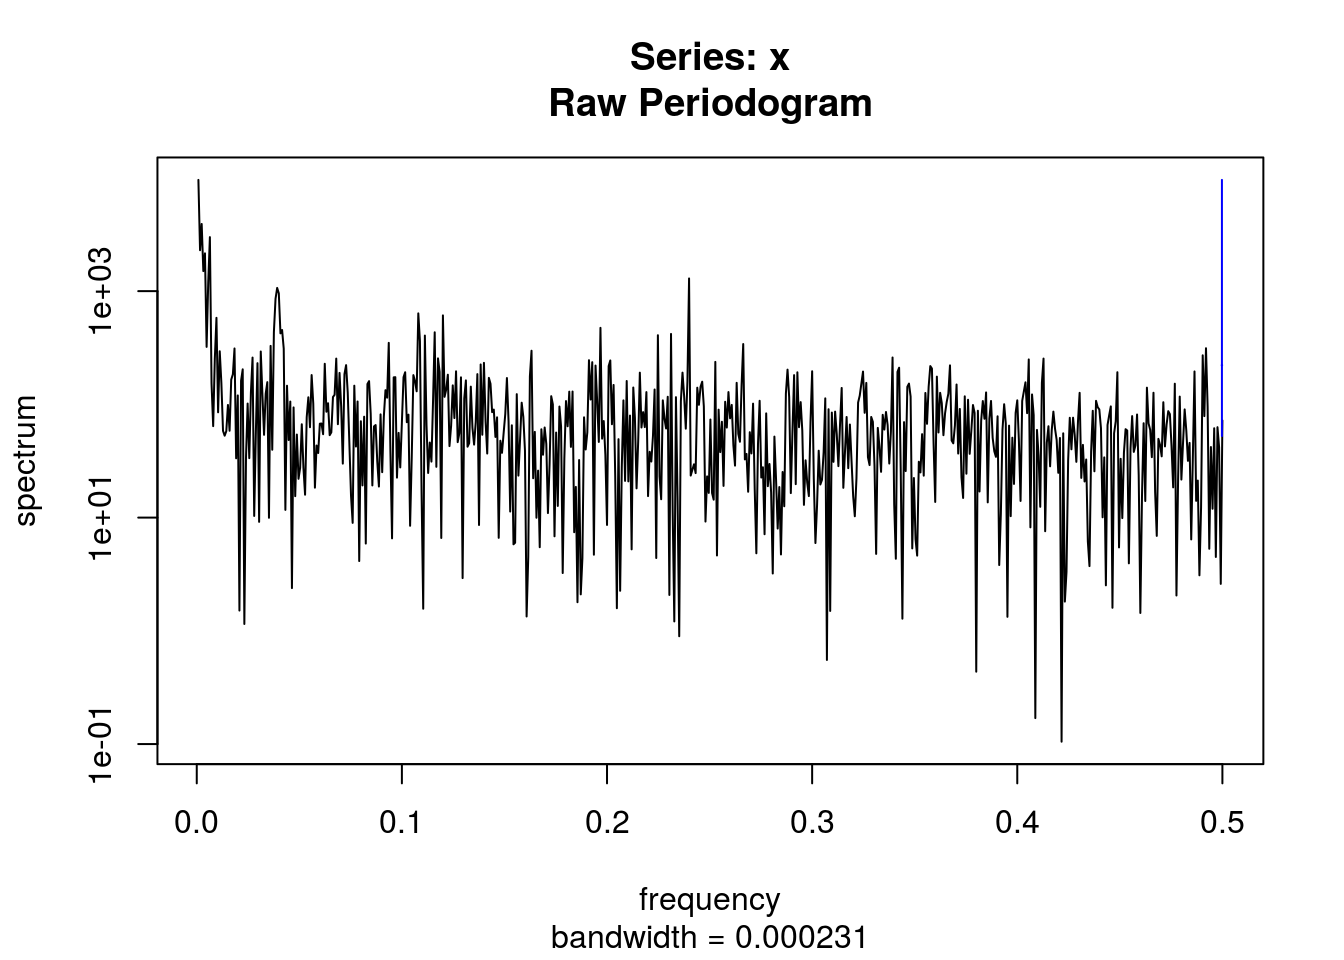 Series: x
Raw Periodogram
spectrum
1e+03
1e+01
1e-01
0.0 0.1 0.2 0.3 0.4 0.5
frequency
bandwidth = 0.000231